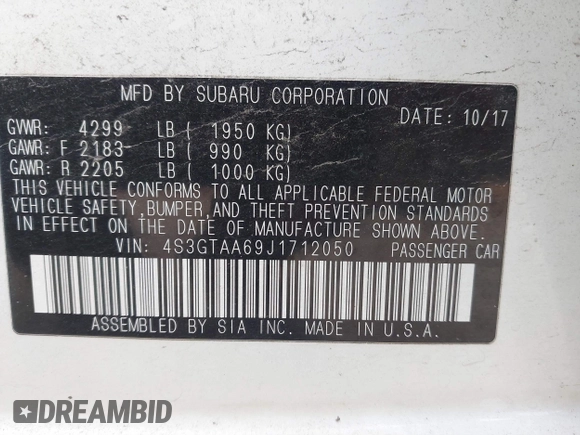 MFD BY SUBARU CORPORATION
DATE: 10/17
GVWR: 4299 LB ( 1950 KG)
GAWR: F 2183 LB ( 990 KG)
GAWR: R 2205 LB ( 1000 KG)
THIS VEHICLE CONFORMS TO ALL APPLICABLE FEDERAL MOTOR
VEHICLE SAFETY, BUMPER, AND THEFT PREVENTION STANDARDS
IN EFFECT ON THE DATE OF MANUFACTURE SHOWN ABOVE.
VIN: 4S3GTAA69J1712050 PASSENGER CAR
ASSEMBLED BY SIA INC. MADE IN U.S.A.
DREAMBID